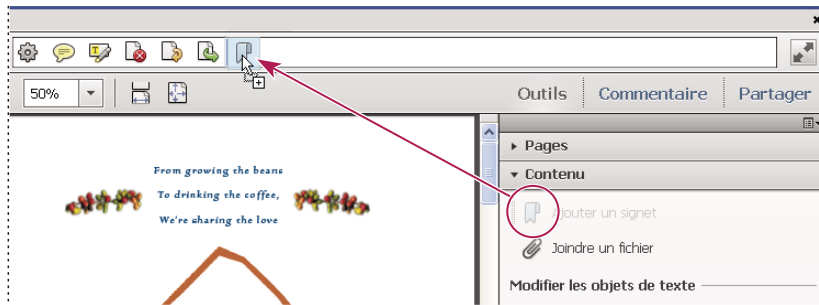 50%
Outils
Commentaire
Partager
Pages
Contenu
Ajouter un signet
Joindre un fichier
Modifier les objets de texte
From growing the beans
To drinking the coffee,
We're sharing the love